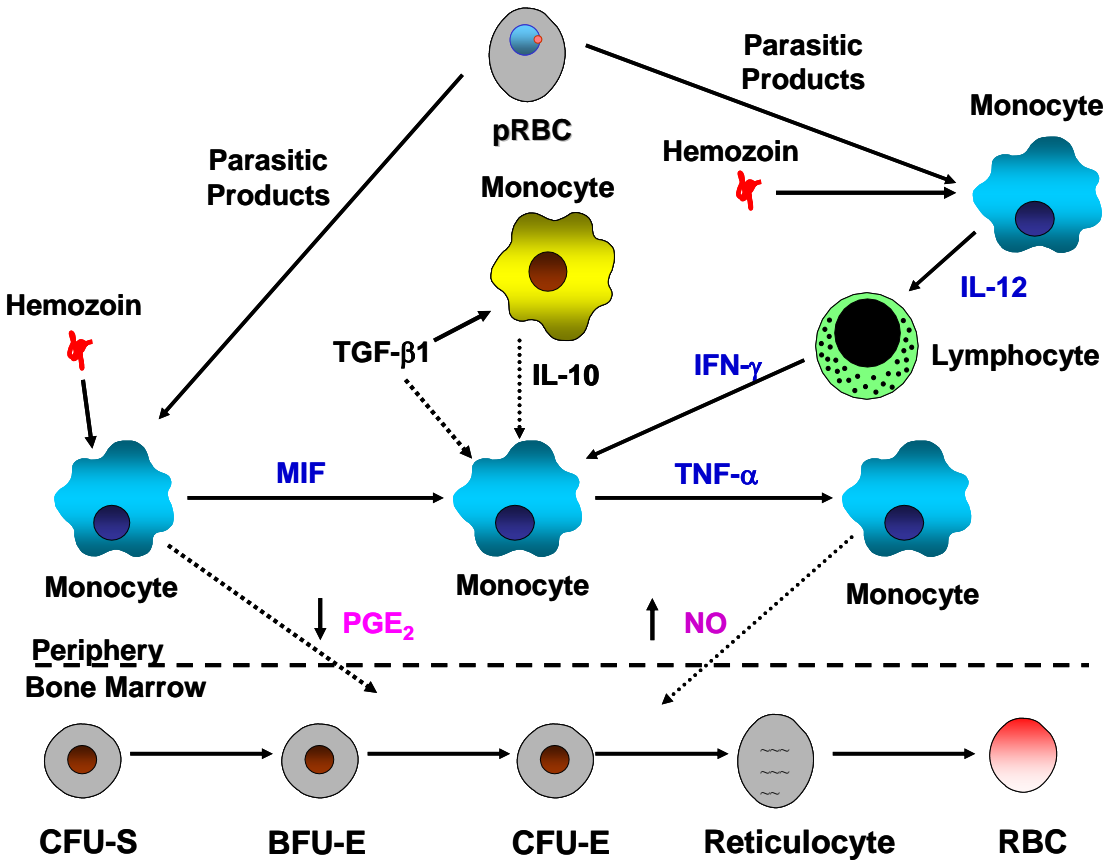 Parasitic
Products
Monocyte
pRBC
Hemozoin
Parasitic
Products
Monocyte
IL-12
Hemozoin
TGF-β1
IL-10
IFN-γ
Lymphocyte
MIF
TNF-α
Monocyte
Monocyte
Monocyte
PGE₂
NO
Periphery
Bone Marrow
CFU-S
BFU-E
CFU-E
Reticulocyte
RBC